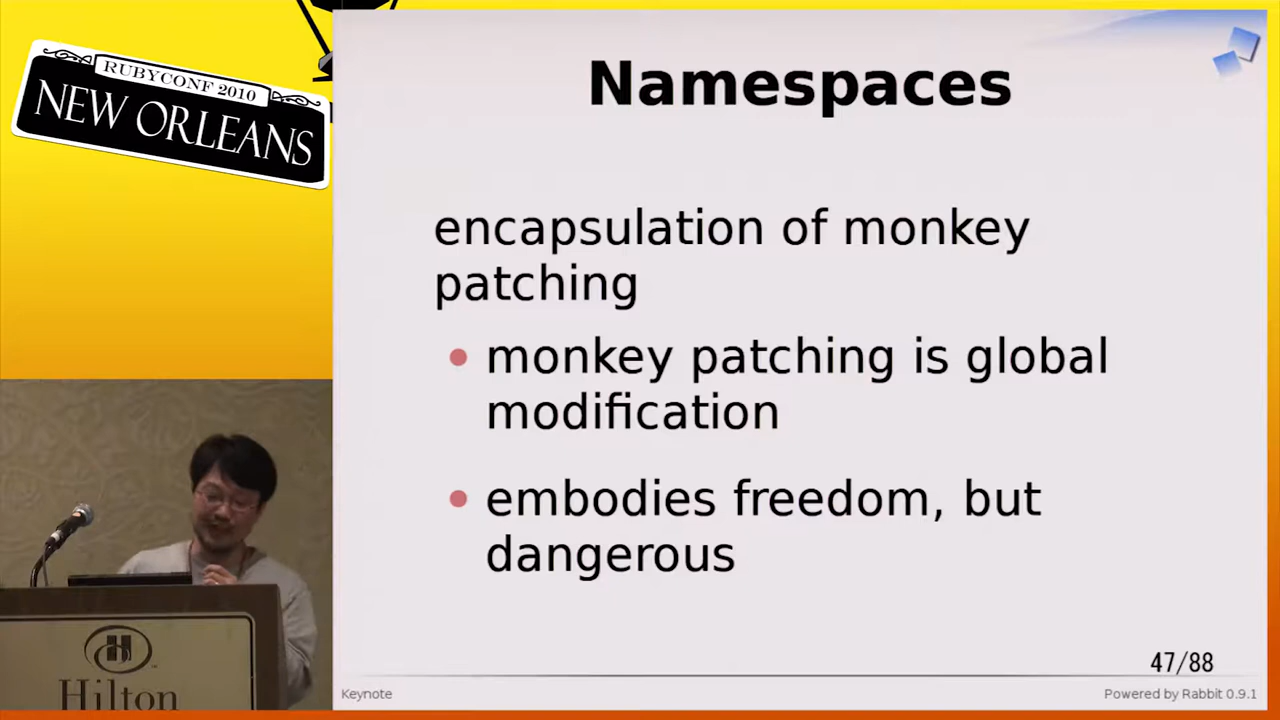 RUBYCONF 2010
NEW ORLEANS
Namespaces
encapsulation of monkey
patching
• monkey patching is global
modification
• embodies freedom, but
dangerous
47/88
Keynote
Powered by Rabbit 0.9.1
H
Hilton